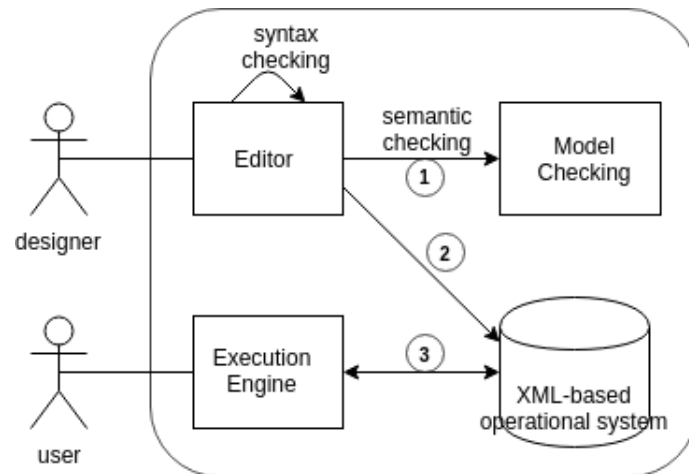 syntax
checking
semantic
checking
Editor
Model
Checking
1
designer
2
Execution
Engine
3
XML-based
operational system
user